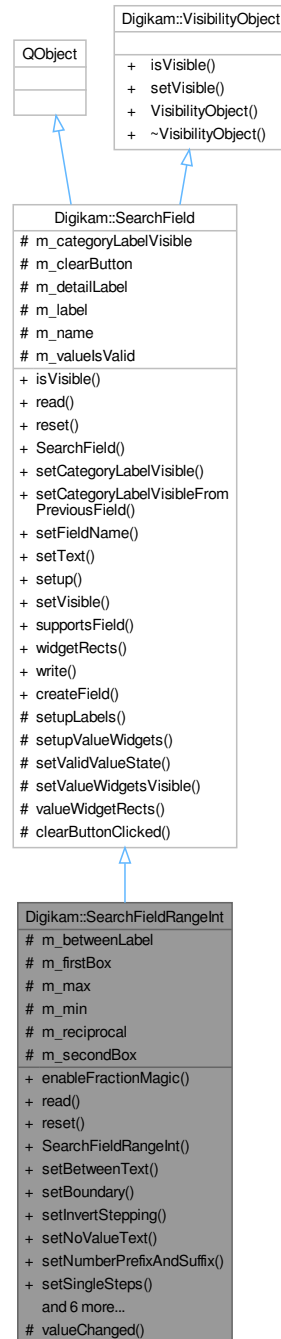 Digikam::VisibilityObject
+ isVisible()
+ setVisible()
+ VisibilityObject()
+ ~VisibilityObject()
QObject
Digikam::SearchField
# m_categoryLabelVisible
# m_clearButton
# m_detailLabel
# m_label
# m_name
# m_valueIsValid
+ isVisible()
+ read()
+ reset()
+ SearchField()
+ setCategoryLabelVisible()
+ setCategoryLabelVisibleFrom
PreviousField()
+ setFieldName()
+ setText()
+ setup()
+ setVisible()
+ supportsField()
+ widgetRects()
+ write()
+ createField()
# setupLabels()
# setupValueWidgets()
# setValidValueState()
# setValueWidgetsVisible()
# valueWidgetRects()
# clearButtonClicked()
Digikam::SearchFieldRangeInt
# m_betweenLabel
# m_firstBox
# m_max
# m_min
# m_reciprocal
# m_secondBox
+ enableFractionMagic()
+ read()
+ reset()
+ SearchFieldRangeInt()
+ setBetweenText()
+ setBoundary()
+ setInvertStepping()
+ setNoValueText()
+ setNumberPrefixAndSuffix()
+ setSingleSteps()
and 6 more...
# valueChanged()